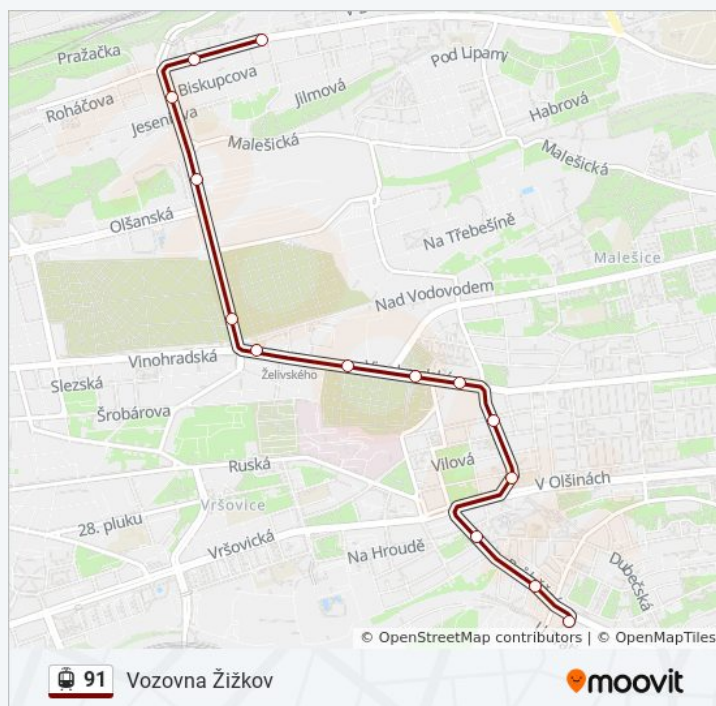 Pražačka
Pod Lipami
Biskupcova
Jilmová
Roháčova
Habrová
Malešická
Malešická
Olšanská
Na Třebešíně
Malešice
Nad Vodovodem
Vinohradská
Želivského
Slezská
Šrobárova
Vilová
Ruská
V Olšinách
Vršovice
28. pluku
Vršovická
Na Hroudě
Dubečská
© OpenStreetMap contributors | © OpenMapTiles
91 Vozovna Žižkov
moovit